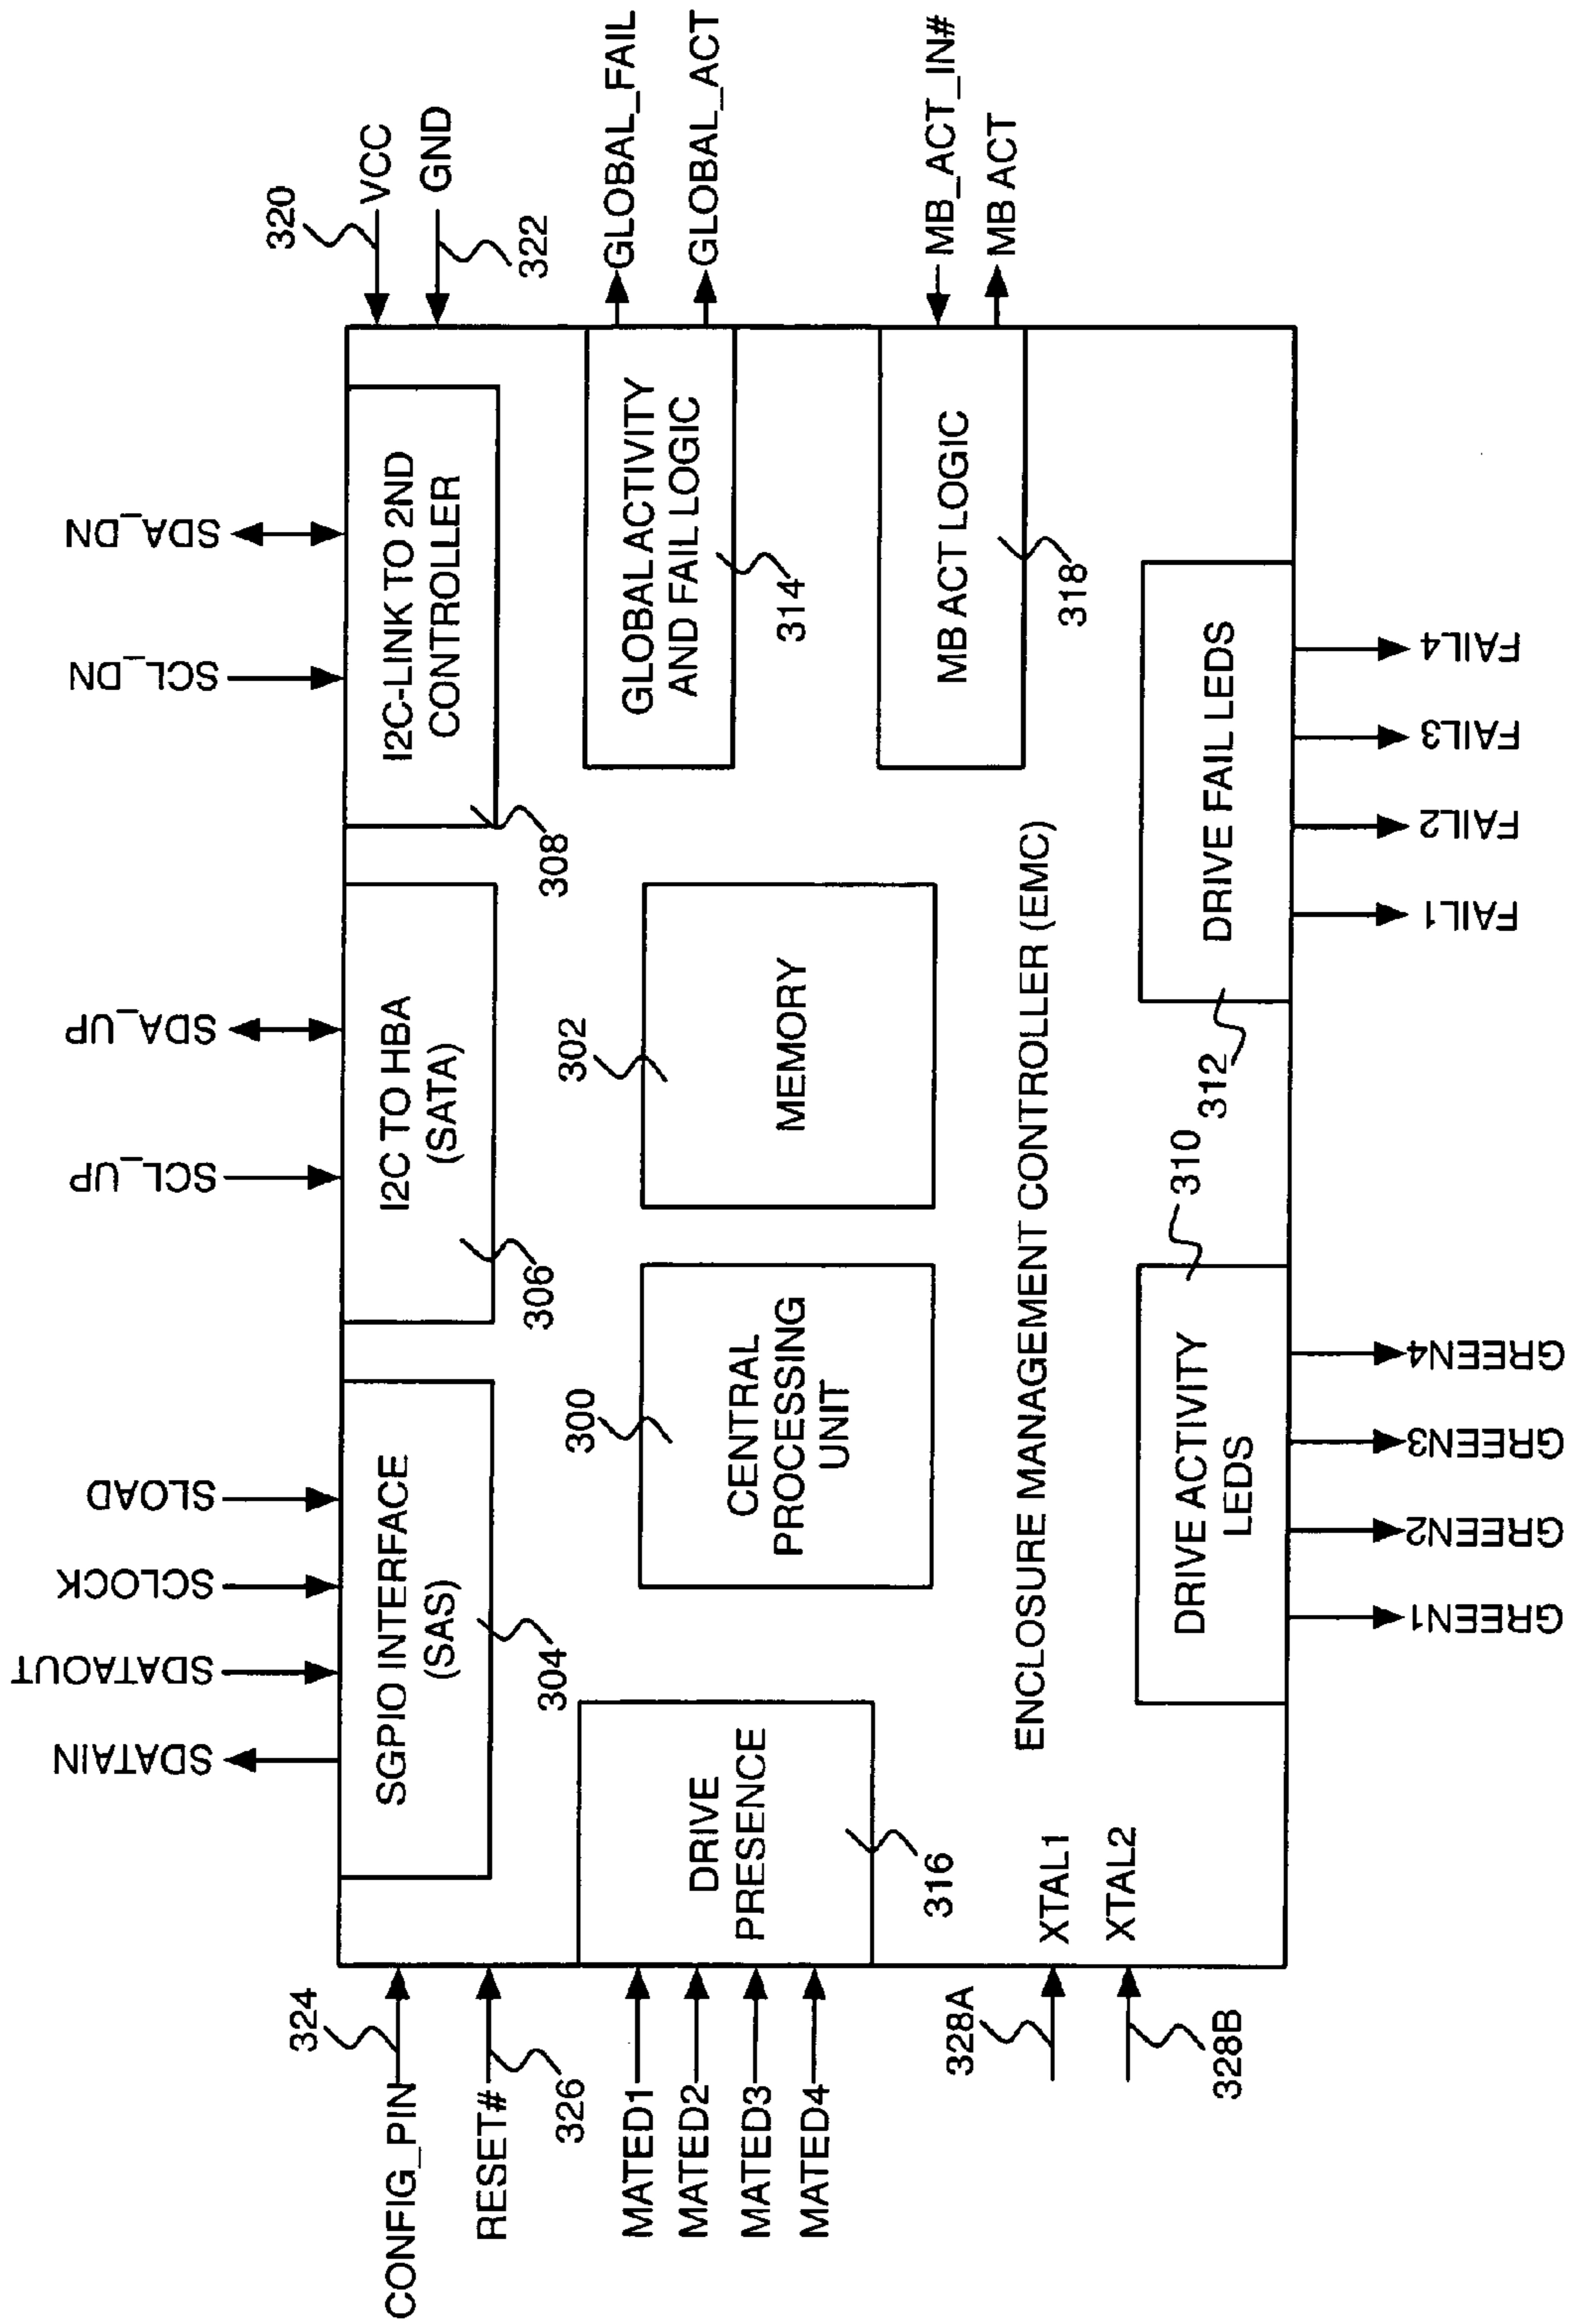 SDATAIN
SDATAOUT
SCLOCK
SLOAD
SCL_UP
SDA_UP
SCL_DN
SDA_DN
320
VCC
GND
322
324
CONFIG_PIN
RESET#
326
SGPIO INTERFACE
(SAS)
304
I2C TO HBA
(SATA)
306
I2C-LINK TO 2ND
CONTROLLER
308
MATED1
MATED2
MATED3
MATED4
DRIVE
PRESENCE
316
300
CENTRAL
PROCESSING
UNIT
302
MEMORY
GLOBAL ACTIVITY
AND FAIL LOGIC
314
GLOBAL_FAIL
GLOBAL_ACT
MB ACT LOGIC
318
MB_ACT_IN#
MB ACT
ENCLOSURE MANAGEMENT CONTROLLER (EMC)
328A
XTAL1
XTAL2
328B
DRIVE ACTIVITY
LEDS
310
312
DRIVE FAIL LEDS
GREEN1
GREEN2
GREEN3
GREEN4
FAIL1
FAIL2
FAIL3
FAIL4